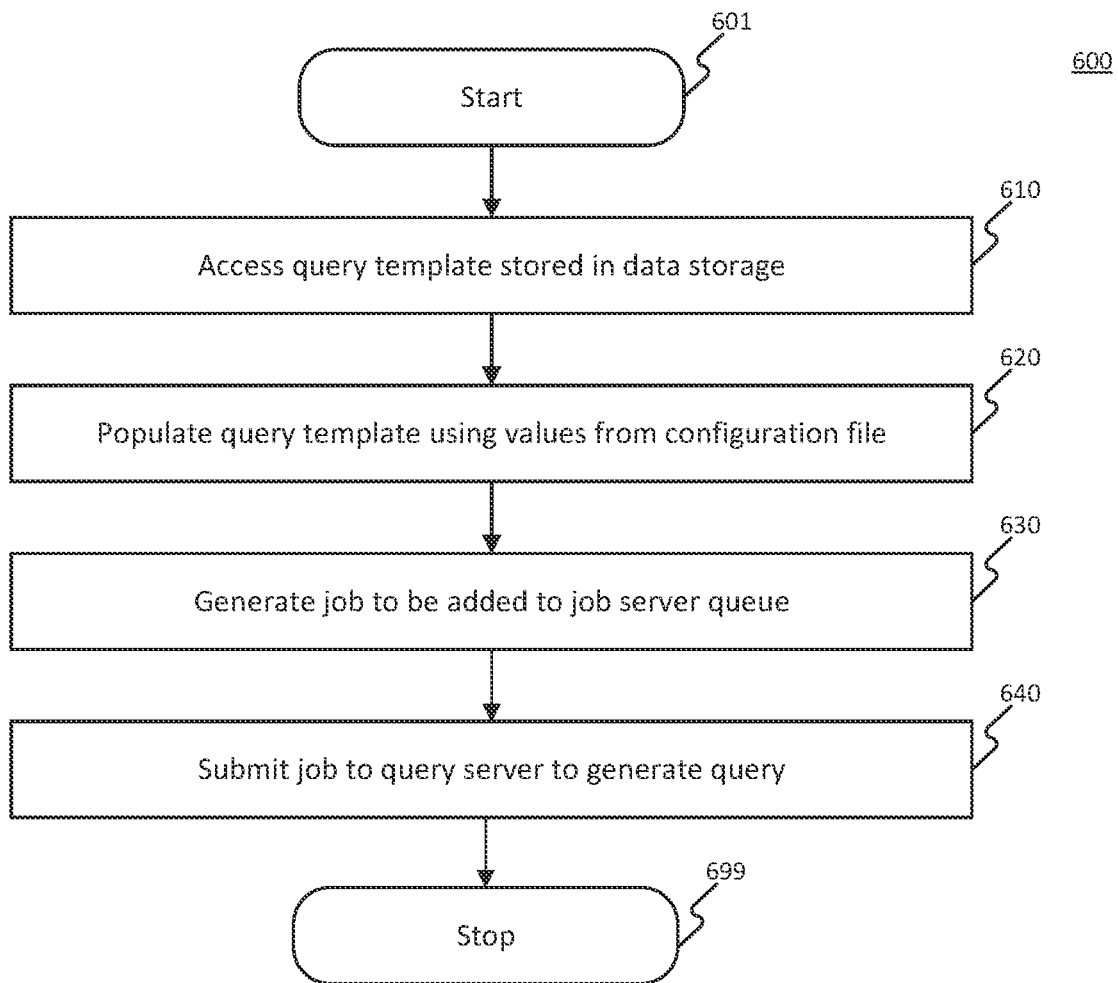 601
600
Start
610
Access query template stored in data storage
620
Populate query template using values from configuration file
630
Generate job to be added to job server queue
640
Submit job to query server to generate query
699
Stop